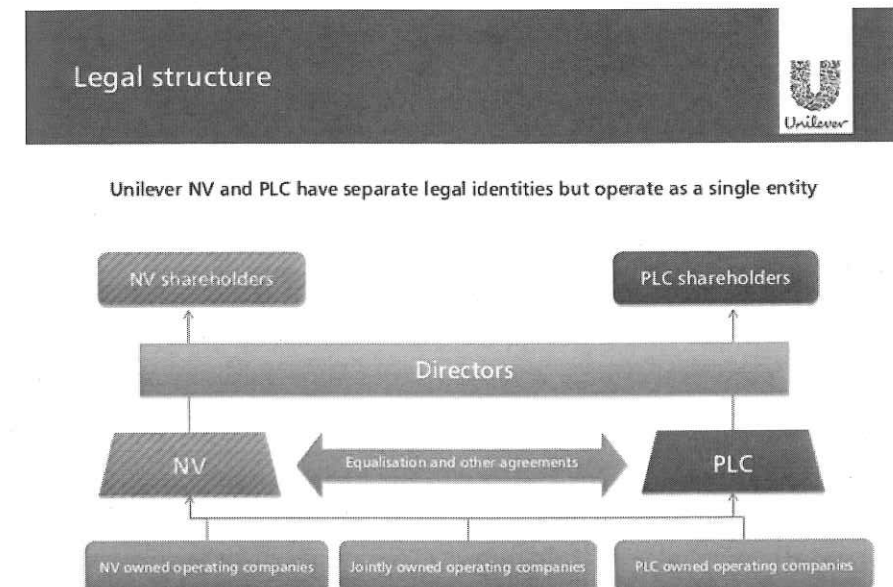 Legal structure
Unilever
Unilever NV and PLC have separate legal identities but operate as a single entity
NV shareholders
PLC shareholders
Directors
NV
Equalisation and other agreements
PLC
NV owned operating companies
Jointly owned operating companies
PLC owned operating companies